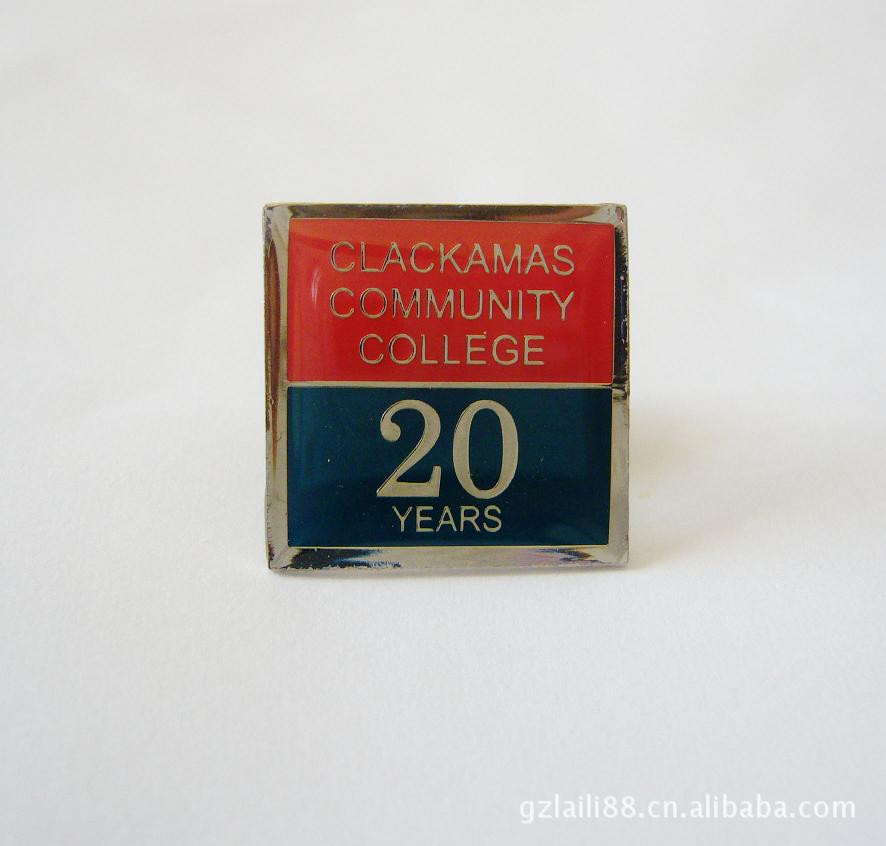 CLACKAMAS
COMMUNITY
COLLEGE
20
YEARS
gzlaili88.cn.alibaba.com